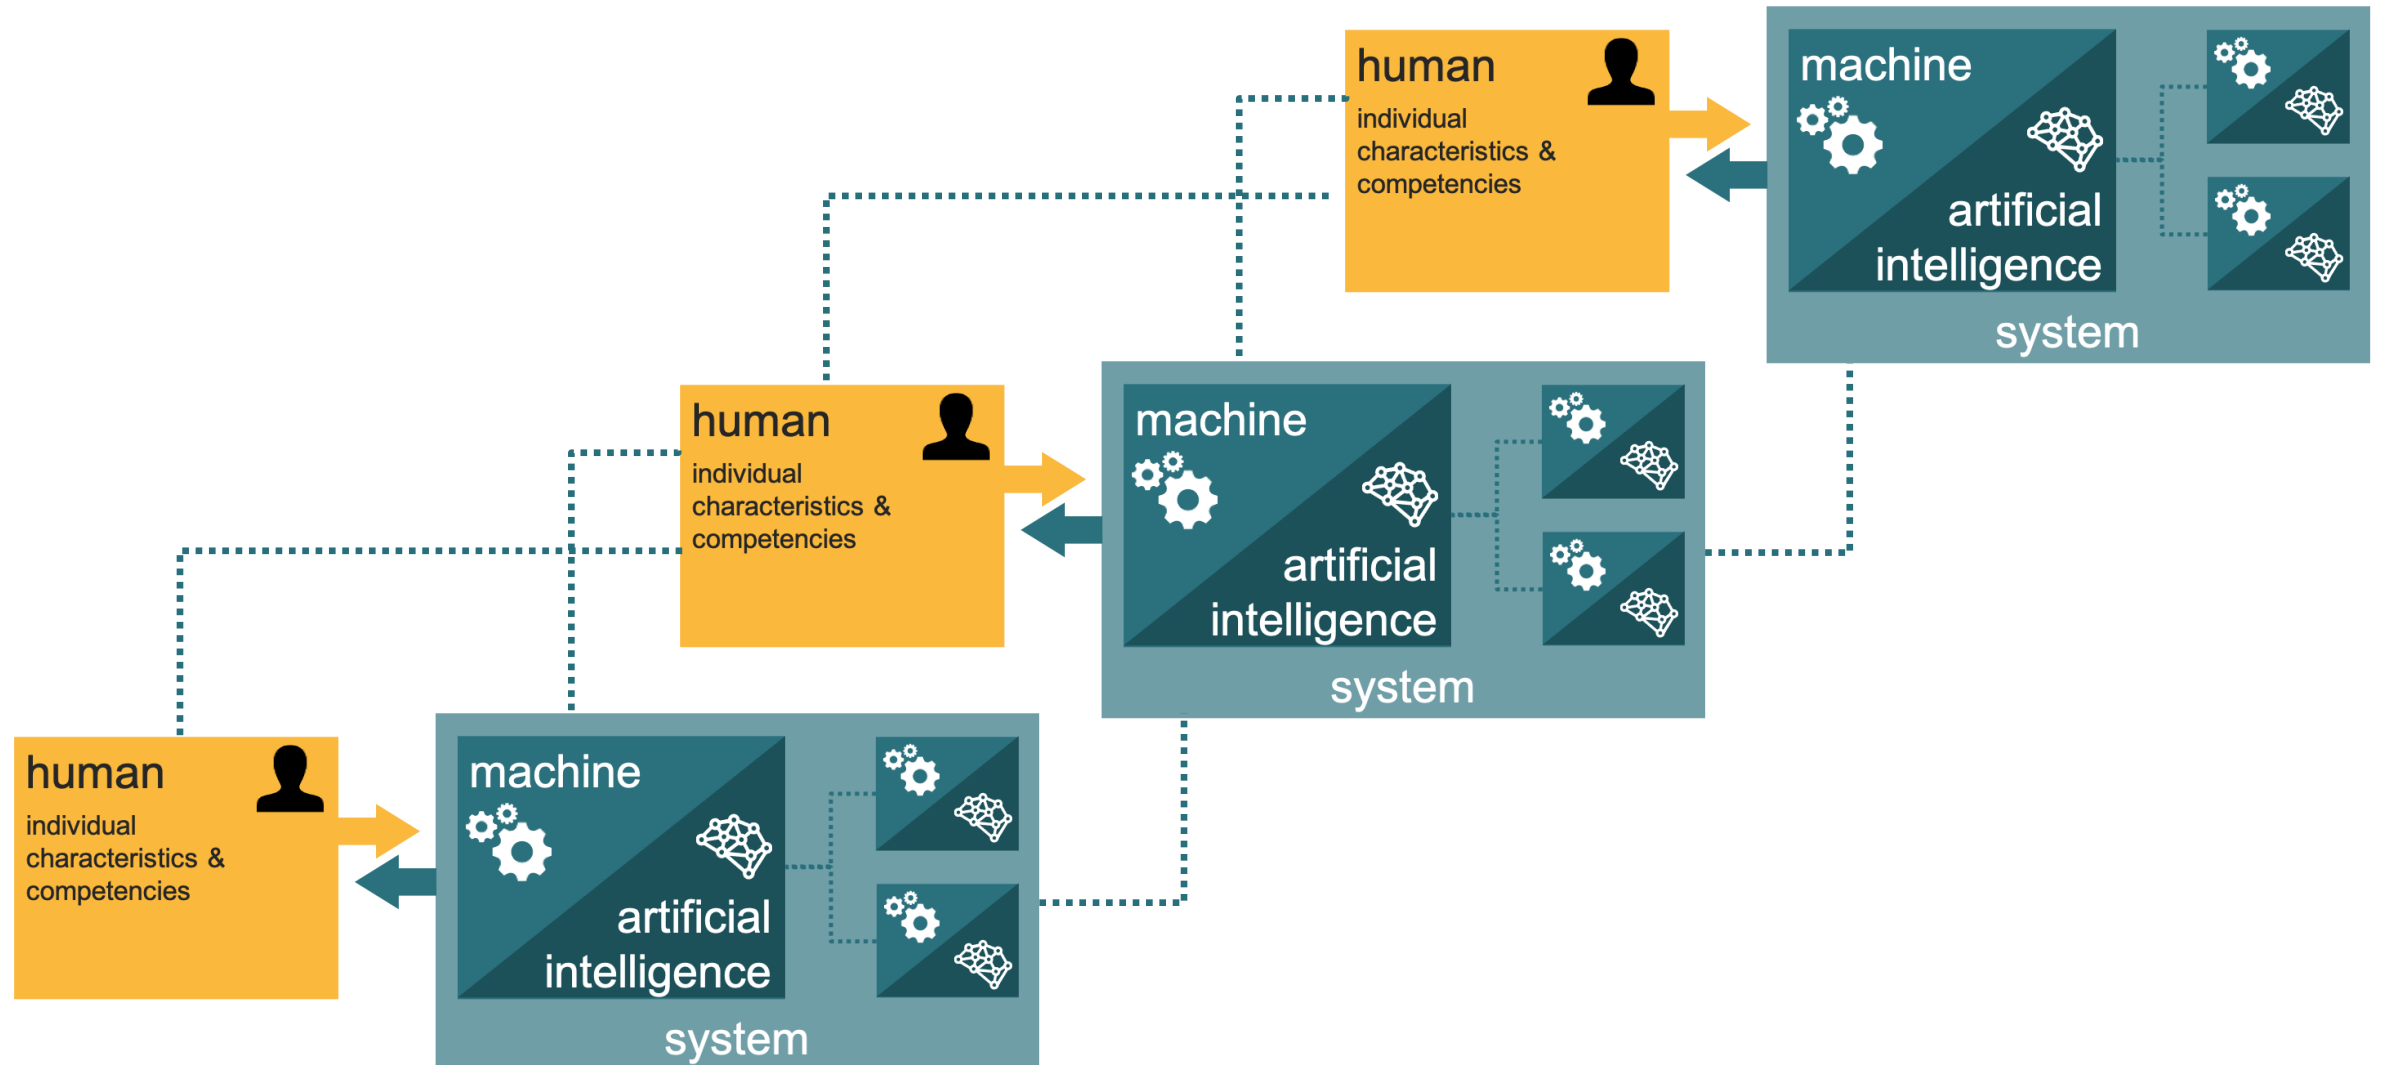 human
individual
characteristics &
competencies
machine
artificial
intelligence
system
human
individual
characteristics &
competencies
machine
artificial
intelligence
system
human
individual
characteristics &
competencies
machine
artificial
intelligence
system